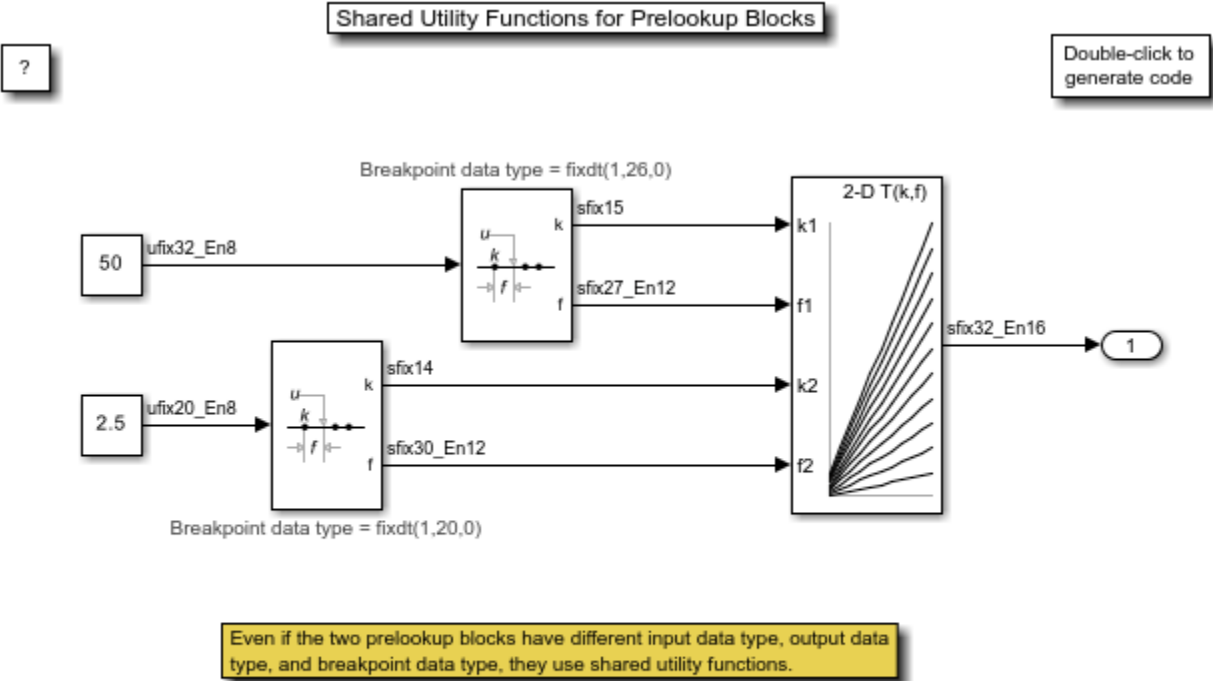 Shared Utility Functions for Prelookup Blocks
?
Double-click to
generate code
Breakpoint data type = fixdt(1,26,0)
50
ufix32_En8
u
k
f
k
f
sfix15
sfix27_En12
2-D T(k,f)
k1
f1
k2
f2
sfix32_En16
1
2.5
ufix20_En8
u
k
f
k
f
sfix14
sfix30_En12
Breakpoint data type = fixdt(1,20,0)
Even if the two prelookup blocks have different input data type, output data
type, and breakpoint data type, they use shared utility functions.